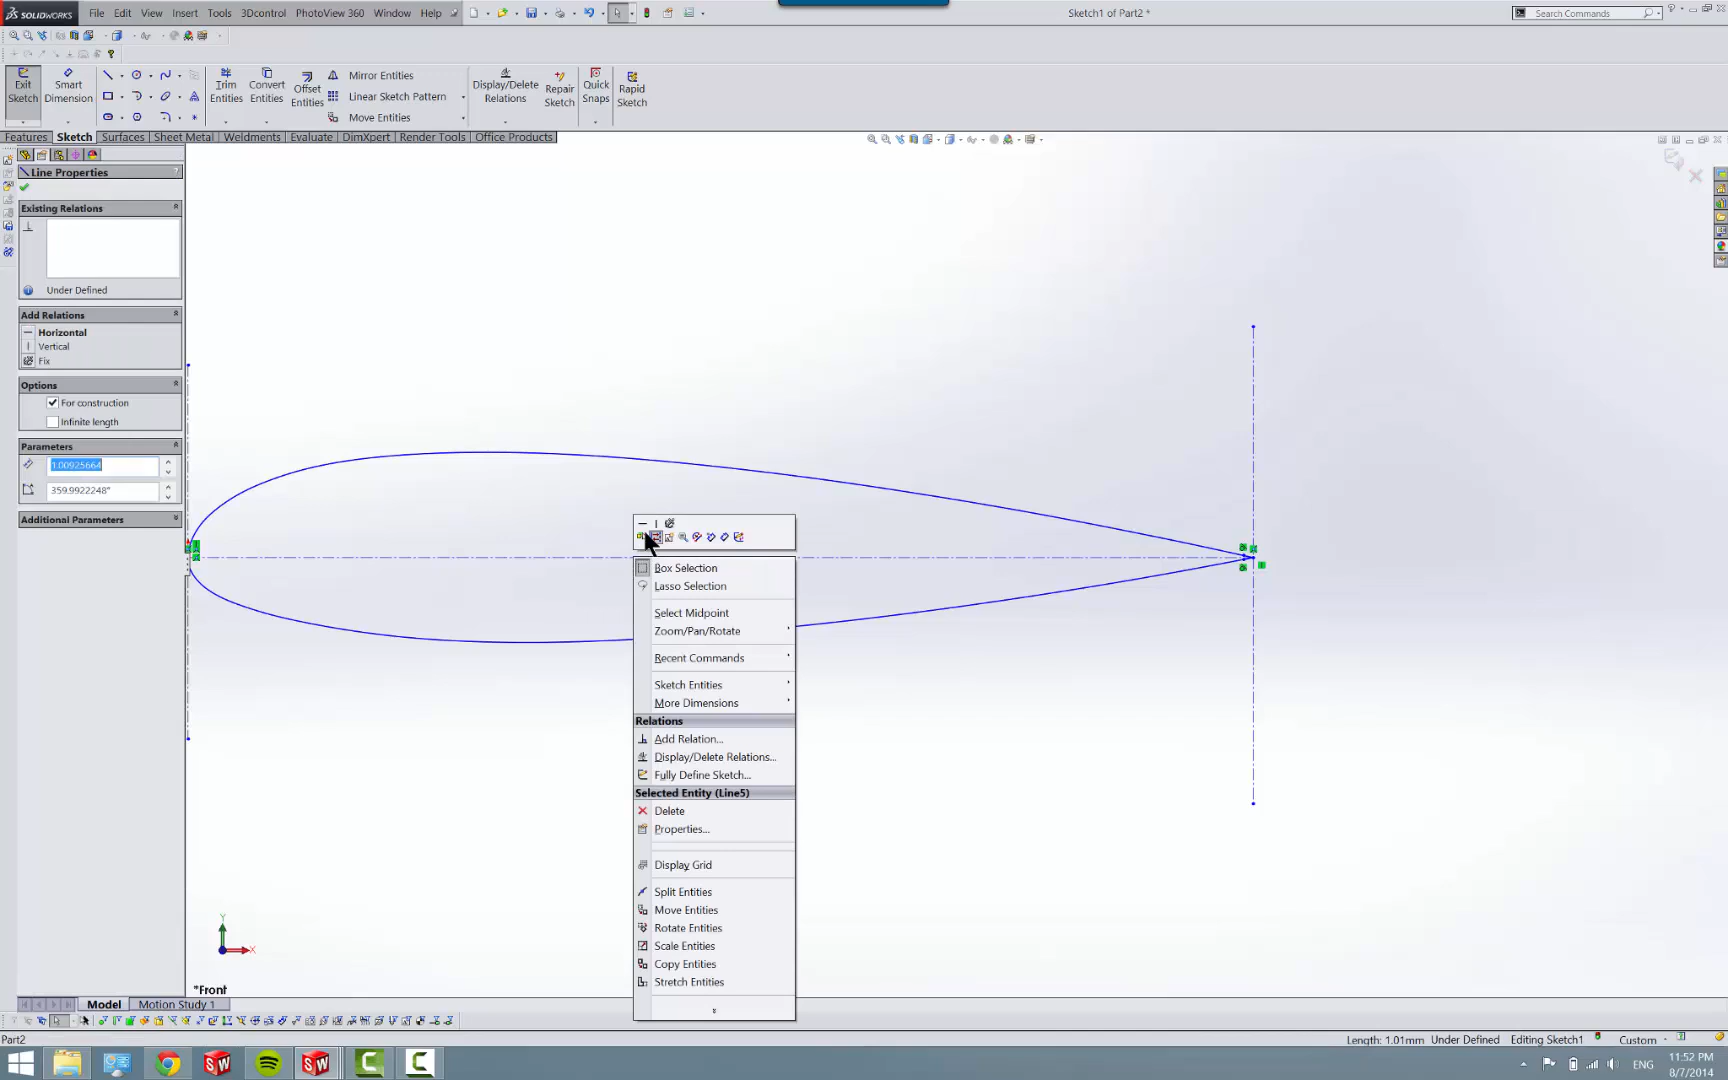 SOLIDWORKS File Edit View Insert Tools 3Dcontrol PhotoView 360 Window Help
Sketch1 of Part2 *
Search Commands
Exit Sketch
Smart Dimension
Trim Entities
Convert Entities
Offset Entities
Mirror Entities
Linear Sketch Pattern
Move Entities
Display/Delete Relations
Repair Sketch
Quick Snaps
Rapid Sketch
Features Sketch Surfaces Sheet Metal Weldments Evaluate DimXpert Render Tools Office Products
Line Properties
?
Existing Relations
Under Defined
Add Relations
Horizontal
Vertical
Fix
Options
For construction
Infinite length
Parameters
1.00925664
359.9922248°
Additional Parameters
Box Selection
Lasso Selection
Select Midpoint
Zoom/Pan/Rotate
Recent Commands
Sketch Entities
More Dimensions
Relations
Add Relation...
Display/Delete Relations...
Fully Define Sketch...
Selected Entity (Line5)
Delete
Properties...
Display Grid
Split Entities
Move Entities
Rotate Entities
Scale Entities
Copy Entities
Stretch Entities
Y
X
*Front
Model Motion Study 1
Part2
Length: 1.01mm Under Defined Editing Sketch1 Custom
ENG
11:52 PM
8/7/2014